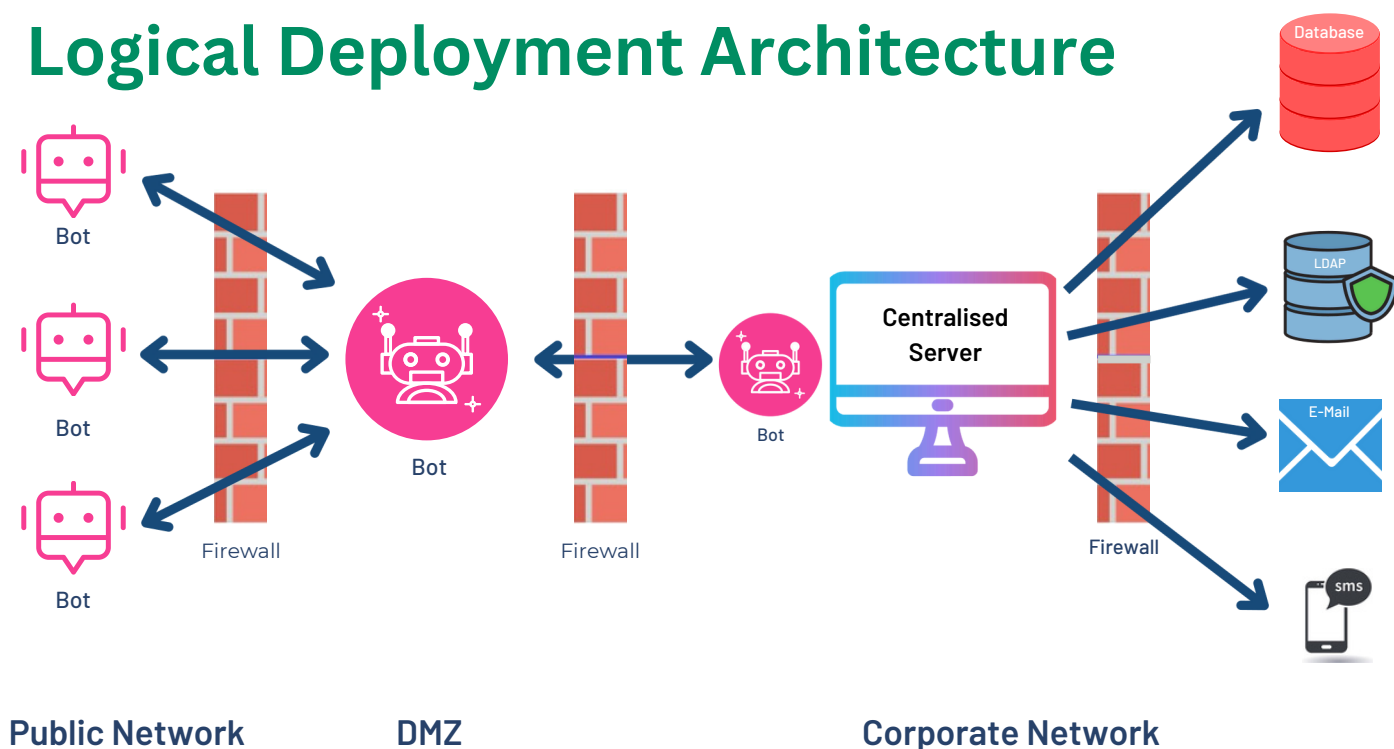 Logical Deployment Architecture
Database
Bot
LDAP
Centralised
Server
Bot
E-Mail
Bot
Bot
Firewall
Firewall
Firewall
sms
Bot
Public Network
DMZ
Corporate Network